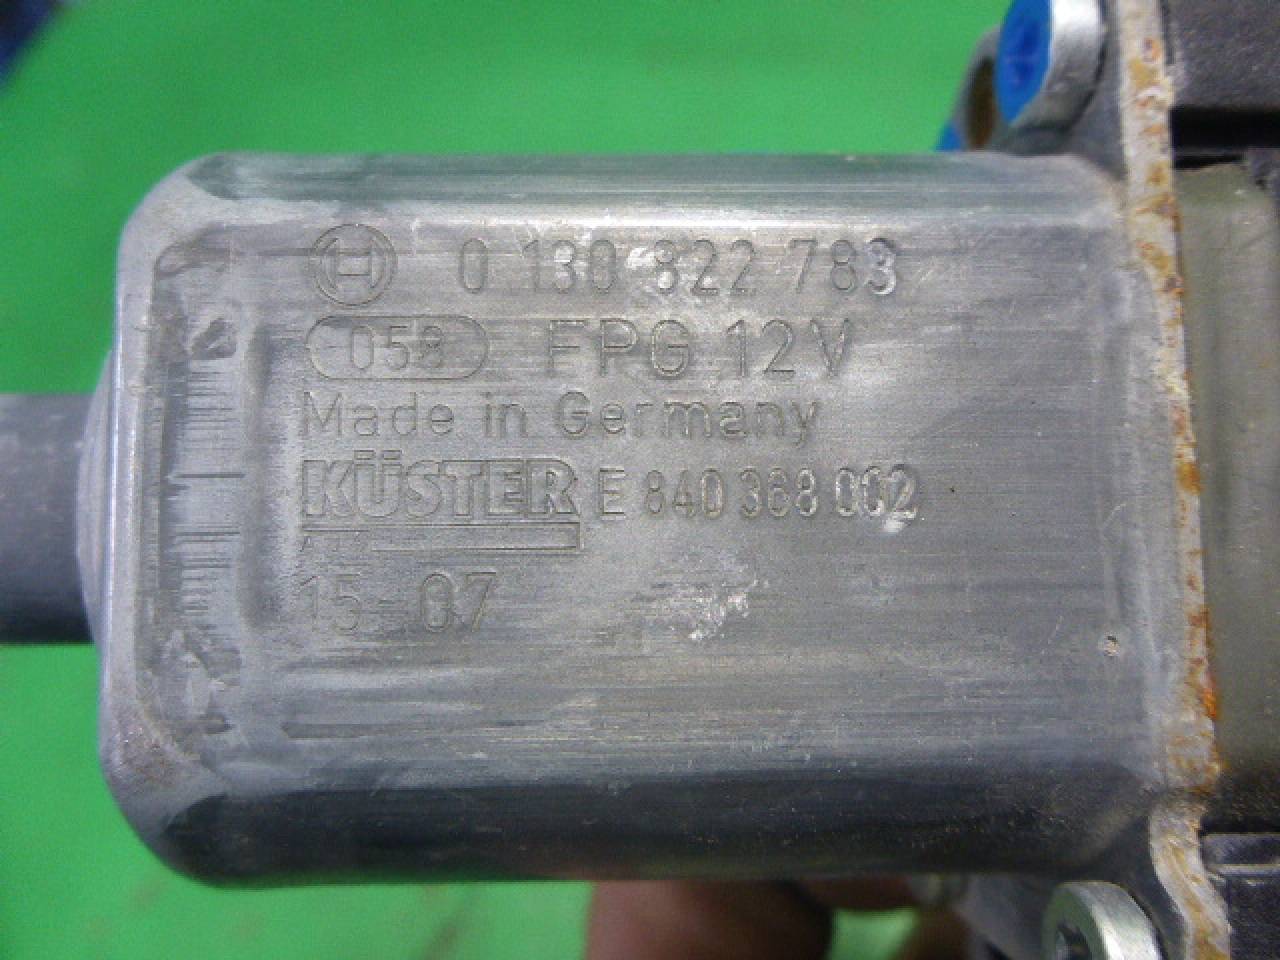 0 130 822 783
058 FPG 12V
Made in Germany
KÜSTER E 840 368 002
15-07